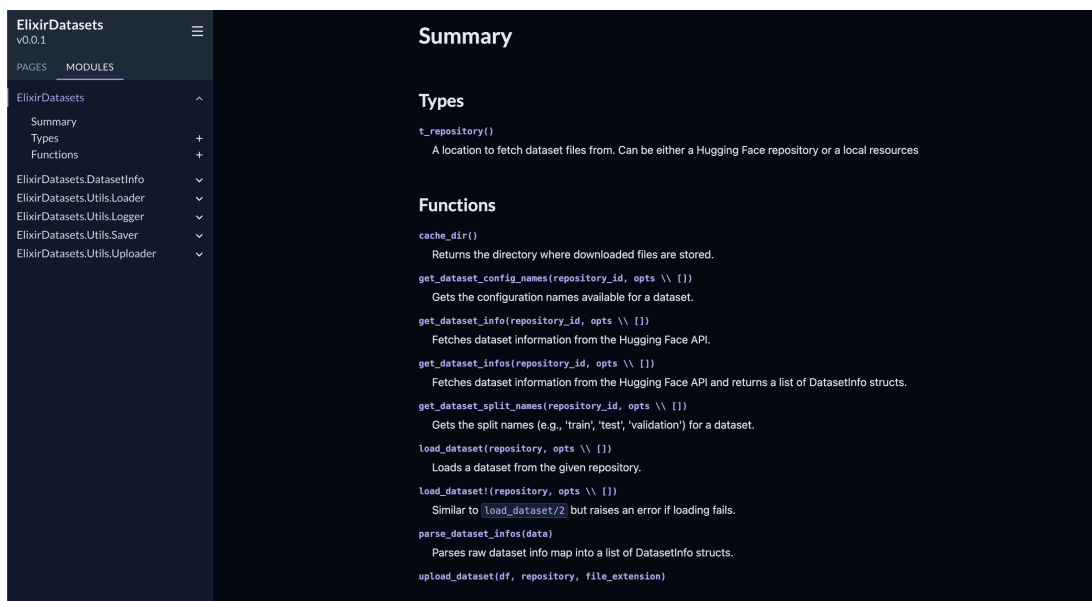 ElixirDatasets
v0.0.1
PAGES MODULES
ElixirDatasets
Summary
Types
Functions
ElixirDatasets.DatasetInfo
ElixirDatasets.Utils.Loader
ElixirDatasets.Utils.Logger
ElixirDatasets.Utils.Saver
ElixirDatasets.Utils.Uploader
Summary
Types
t_repository()
A location to fetch dataset files from. Can be either a Hugging Face repository or a local resources
Functions
cache_dir()
Returns the directory where downloaded files are stored.
get_dataset_config_names(repository_id, opts \\ [])
Gets the configuration names available for a dataset.
get_dataset_info(repository_id, opts \\ [])
Fetches dataset information from the Hugging Face API.
get_dataset_infos(repository_id, opts \\ [])
Fetches dataset information from the Hugging Face API and returns a list of DatasetInfo structs.
get_dataset_split_names(repository_id, opts \\ [])
Gets the split names (e.g., 'train', 'test', 'validation') for a dataset.
load_dataset(repository, opts \\ [])
Loads a dataset from the given repository.
load_dataset!(repository, opts \\ [])
Similar to load_dataset/2 but raises an error if loading fails.
parse_dataset_infos(data)
Parses raw dataset info map into a list of DatasetInfo structs.
upload_dataset(df, repository, file_extension)